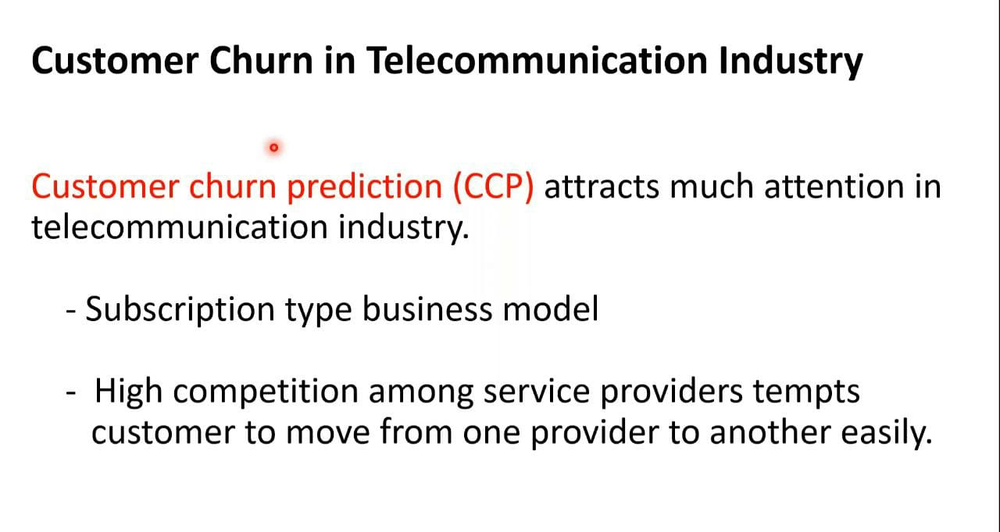 Customer Churn in Telecommunication Industry
Customer churn prediction (CCP) attracts much attention in
telecommunication industry.
- Subscription type business model
- High competition among service providers tempts
customer to move from one provider to another easily.